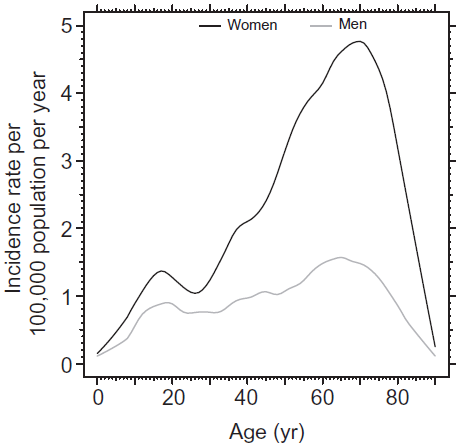 Women Men
5
4
3
2
1
0
Incidence rate per
100,000 population per year
0 20 40 60 80
Age (yr)